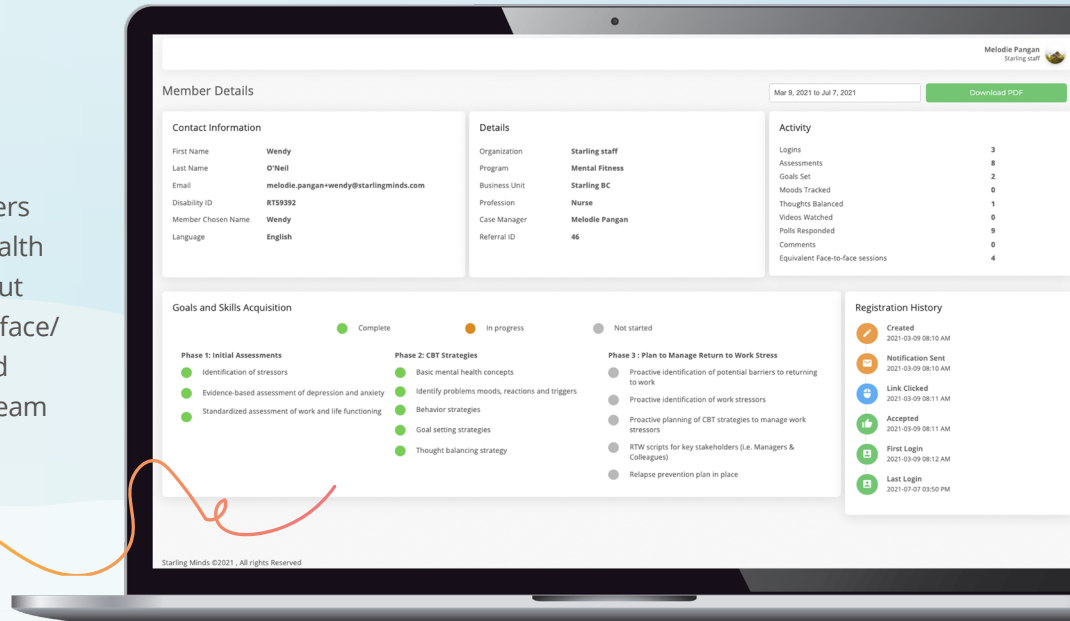 ers
alth
ut
face/
d
eam
Melodie Pangan
Starling staff
Member Details
Mar 9, 2021 to Jul 7, 2021
Download PDF
Contact Information
First Name Wendy
Last Name O'Neil
Email melodie.pangan+wendy@starlingminds.com
Disability ID RT59392
Member Chosen Name Wendy
Language English
Details
Organization Starling staff
Program Mental Fitness
Business Unit Starling BC
Profession Nurse
Case Manager Melodie Pangan
Referral ID 46
Activity
Logins 3
Assessments 8
Goals Set 2
Moods Tracked 0
Thoughts Balanced 1
Videos Watched 0
Polls Responded 9
Comments 0
Equivalent Face-to-face sessions 4
Goals and Skills Acquisition
Complete
In progress
Not started
Phase 1: Initial Assessments
Identification of stressors
Evidence-based assessment of depression and anxiety
Standardized assessment of work and life functioning
Phase 2: CBT Strategies
Basic mental health concepts
Identify problems moods, reactions and triggers
Behavior strategies
Goal setting strategies
Thought balancing strategy
Phase 3 : Plan to Manage Return to Work Stress
Proactive identification of potential barriers to returning
to work
Proactive identification of work stressors
Proactive planning of CBT strategies to manage work
stressors
RTW scripts for key stakeholders (i.e. Managers &
Colleagues)
Relapse prevention plan in place
Registration History
Created
2021-03-09 08:10 AM
Notification Sent
2021-03-09 08:10 AM
Link Clicked
2021-03-09 08:11 AM
Accepted
2021-03-09 08:11 AM
First Login
2021-03-09 08:12 AM
Last Login
2021-07-07 03:50 PM
Starling Minds ©2021 , All rights Reserved